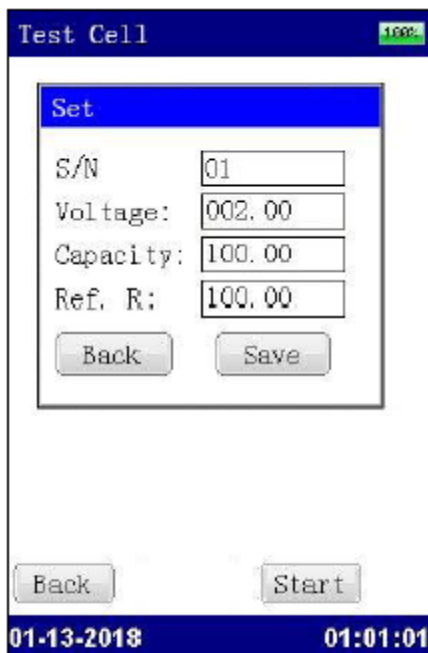 Test Cell 100%
Set
S/N 01
Voltage: 002.00
Capacity: 100.00
Ref. R: 100.00
Back Save
Back Start
01-13-2018 01:01:01